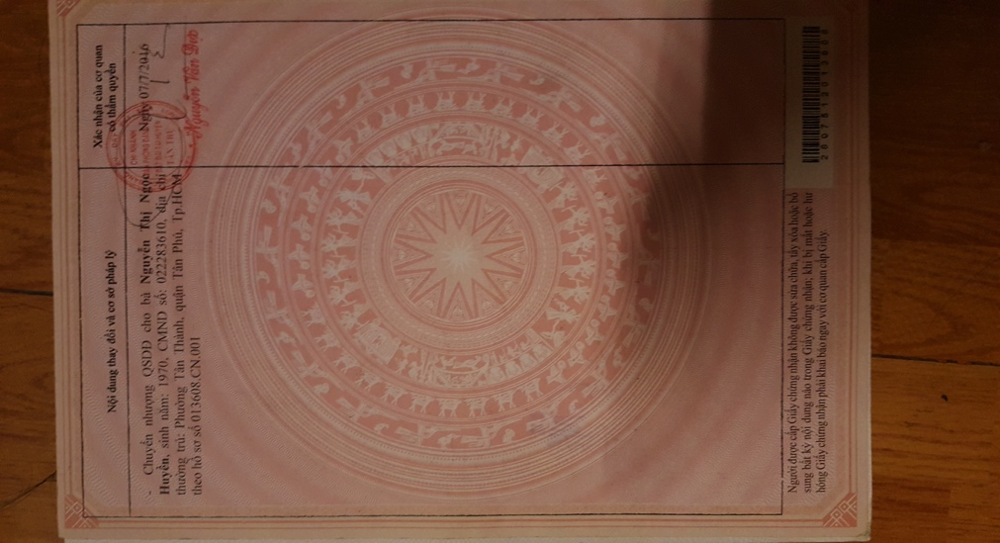 Nội dung thay đổi và cơ sở pháp lý
Xác nhận của cơ quan
có thẩm quyền
- Chuyển nhượng QSDĐ cho bà Nguyễn Thị Ngọc
Huyền, sinh năm: 1970, CMND số: 022283610, địa chỉ
thường trú: Phường Tân Thành, quận Tân Phú, Tp.HCM
theo hồ sơ số 013608.CN.001
Ngày 07/7/2016
CHI NHÁNH
TÂN TRỤ
Nguyễn Văn
Người được cấp Giấy chứng nhận không được sửa chữa, tẩy xóa hoặc bổ
sung bất kỳ nội dung nào trong Giấy chứng nhận; khi bị mất hoặc hư
hỏng Giấy chứng nhận phải khai báo ngay với cơ quan cấp Giấy.